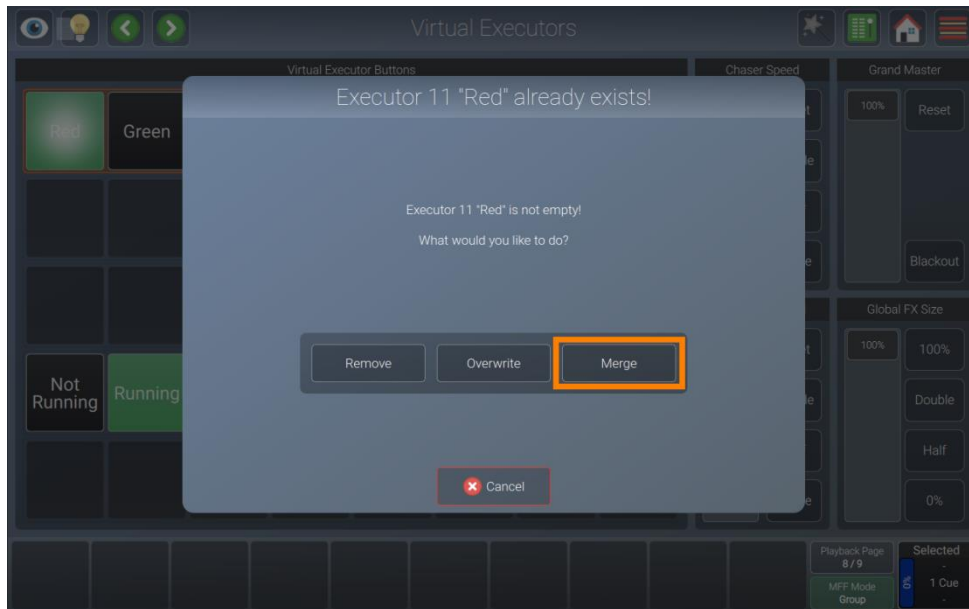 Virtual Executors
Virtual Executor Buttons
Chaser Speed
Grand Master
Executor 11 "Red" already exists!
Red
Green
100%
Reset
Executor 11 "Red" is not empty!
What would you like to do?
Blackout
Global FX Size
Remove
Overwrite
Merge
100%
100%
Not
Running
Running
Double
Half
Cancel
0%
Playback Page
8 / 9
MFF Mode
Group
Selected
-
1 Cue
-